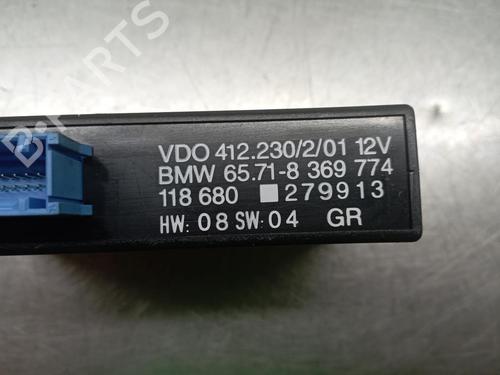 B-PARTS
VDO 412.230/2/01 12V
BMW 65.71-8 369 774
118 680 279913
HW: 08 SW: 04 GR